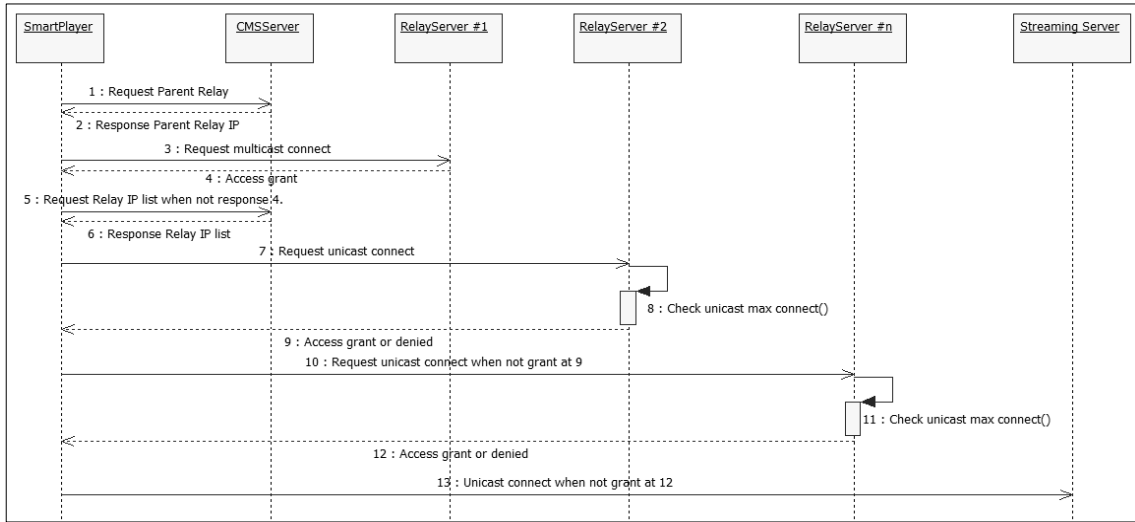 SmartPlayer
CMSServer
RelayServer #1
RelayServer #2
RelayServer #n
Streaming Server
1 : Request Parent Relay
2 : Response Parent Relay IP
3 : Request multicast connect
4 : Access grant
5 : Request Relay IP list when not response 4.
6 : Response Relay IP list
7 : Request unicast connect
8 : Check unicast max connect()
9 : Access grant or denied
10 : Request unicast connect when not grant at 9
11 : Check unicast max connect()
12 : Access grant or denied
13 : Unicast connect when not grant at 12